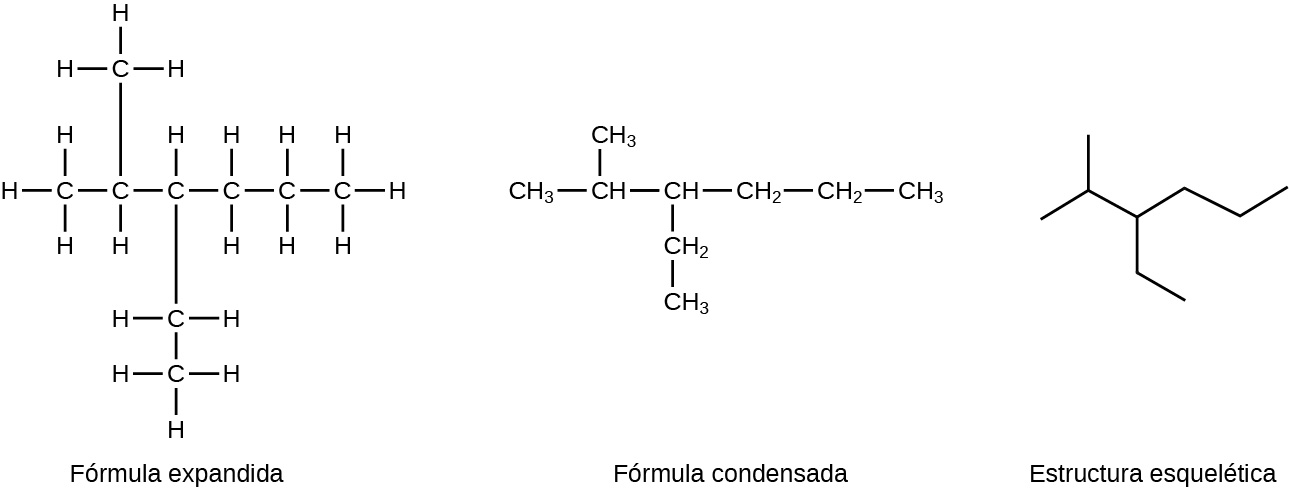 H
H C H
H H H H H CH₃ 
H C C C C C C H CH₃ CH CH CH₂ CH₂ CH₃
H H H H H CH₂
H C H CH₃
H C H
H
Fórmula expandida Fórmula condensada Estructura esquelética